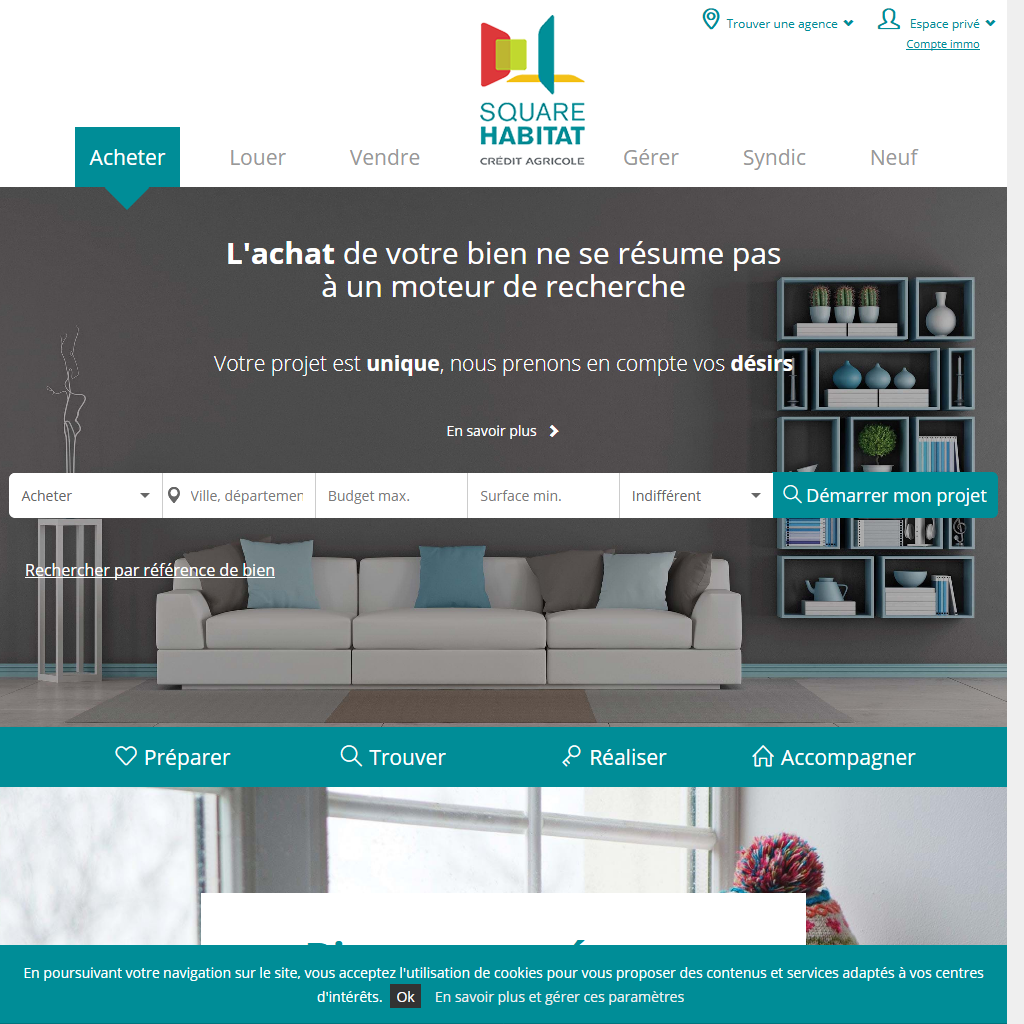 Trouver une agence
Espace privé
Compte immo
SQUARE
HABITAT
CRÉDIT AGRICOLE
Acheter
Louer
Vendre
Gérer
Syndic
Neuf
L'achat de votre bien ne se résume pas
à un moteur de recherche
Votre projet est unique, nous prenons en compte vos désirs
En savoir plus
Acheter
Ville, départemen
Budget max.
Surface min.
Indifférent
Démarrer mon projet
Rechercher par référence de bien
Préparer
Trouver
Réaliser
Accompagner
En poursuivant votre navigation sur le site, vous acceptez l'utilisation de cookies pour vous proposer des contenus et services adaptés à vos centres
d'intérêts. Ok En savoir plus et gérer ces paramètres